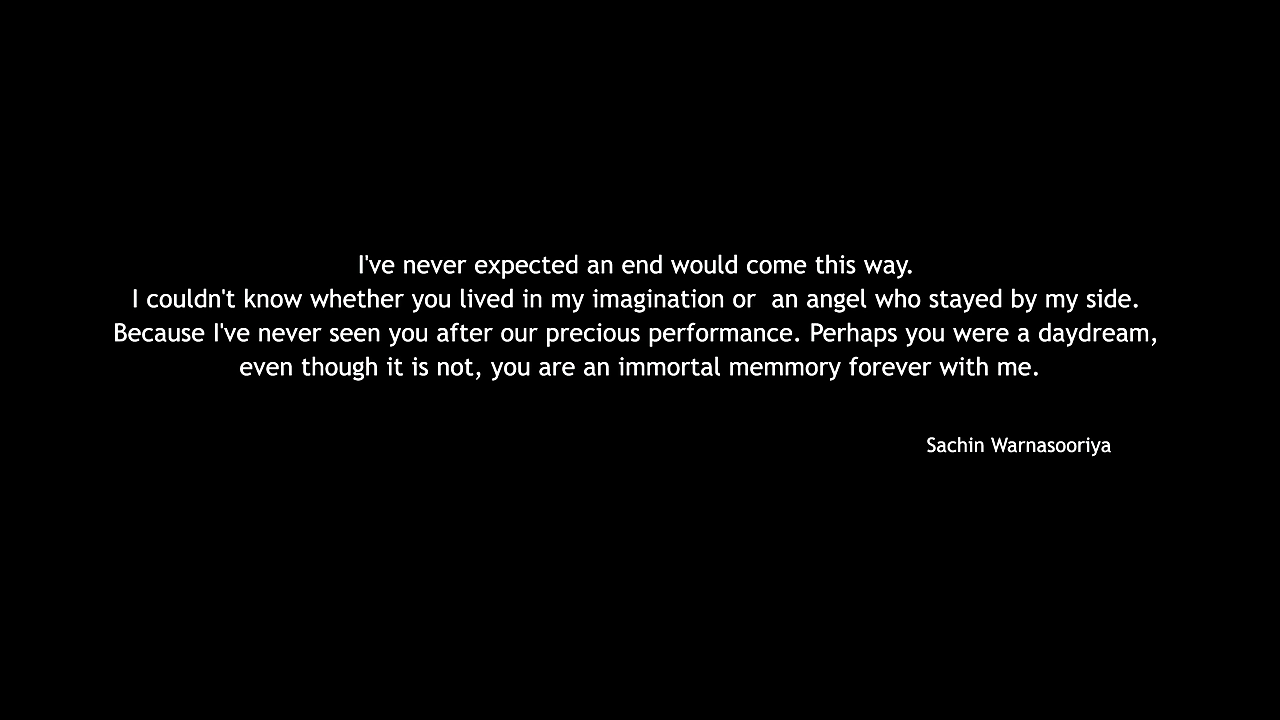 I've never expected an end would come this way.
I couldn't know whether you lived in my imagination or  an angel who stayed by my side.
Because I've never seen you after our precious performance. Perhaps you were a daydream,
even though it is not, you are an immortal memmory forever with me.
Sachin Warnasooriya